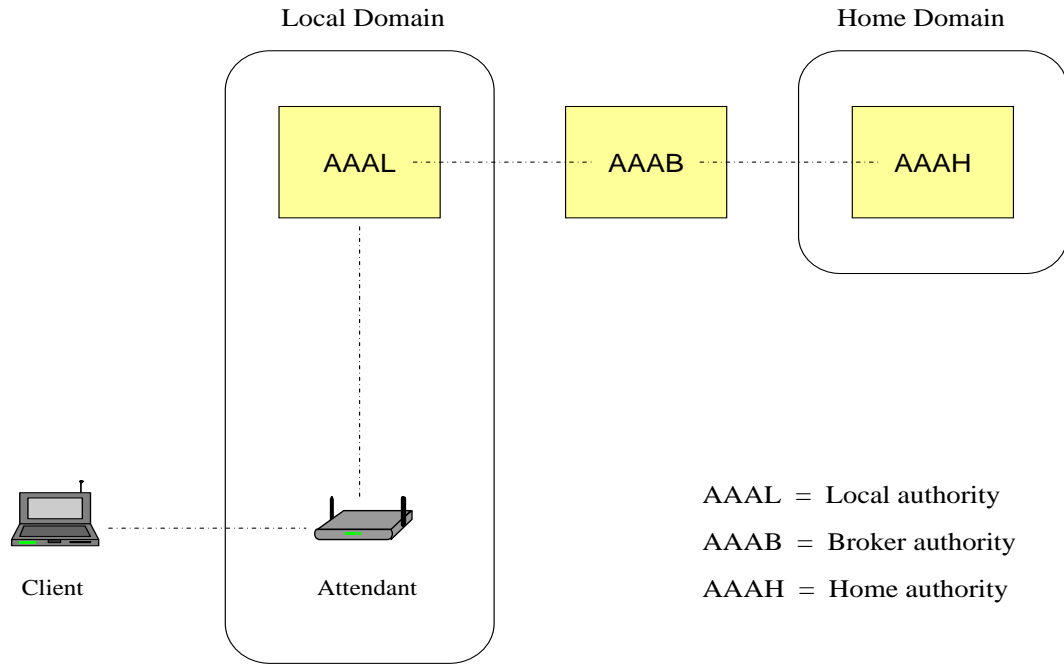 Local Domain
Home Domain
AAAL
AAAB
AAAH
AAAL = Local authority
AAAB = Broker authority
AAAH = Home authority
Client
Attendant